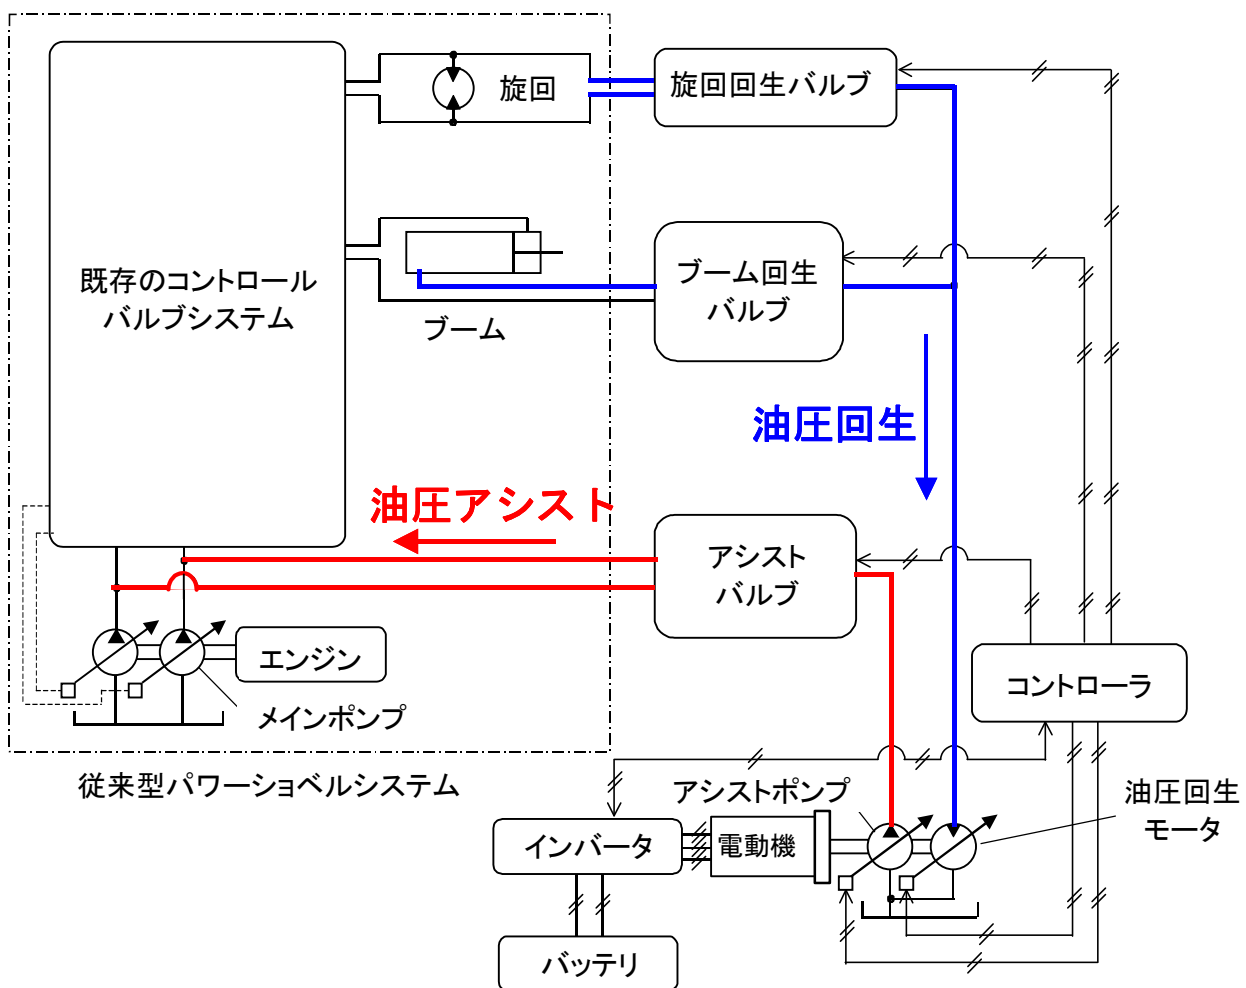 旋回
旋回回生バルブ
既存のコントロール
バルブシステム
ブーム
ブーム回生
バルブ
油圧回生
油圧アシスト
アシスト
バルブ
エンジン
メインポンプ
コントローラ
従来型パワーショベルシステム
アシストポンプ
油圧回生
モータ
インバータ
電動機
バッテリ